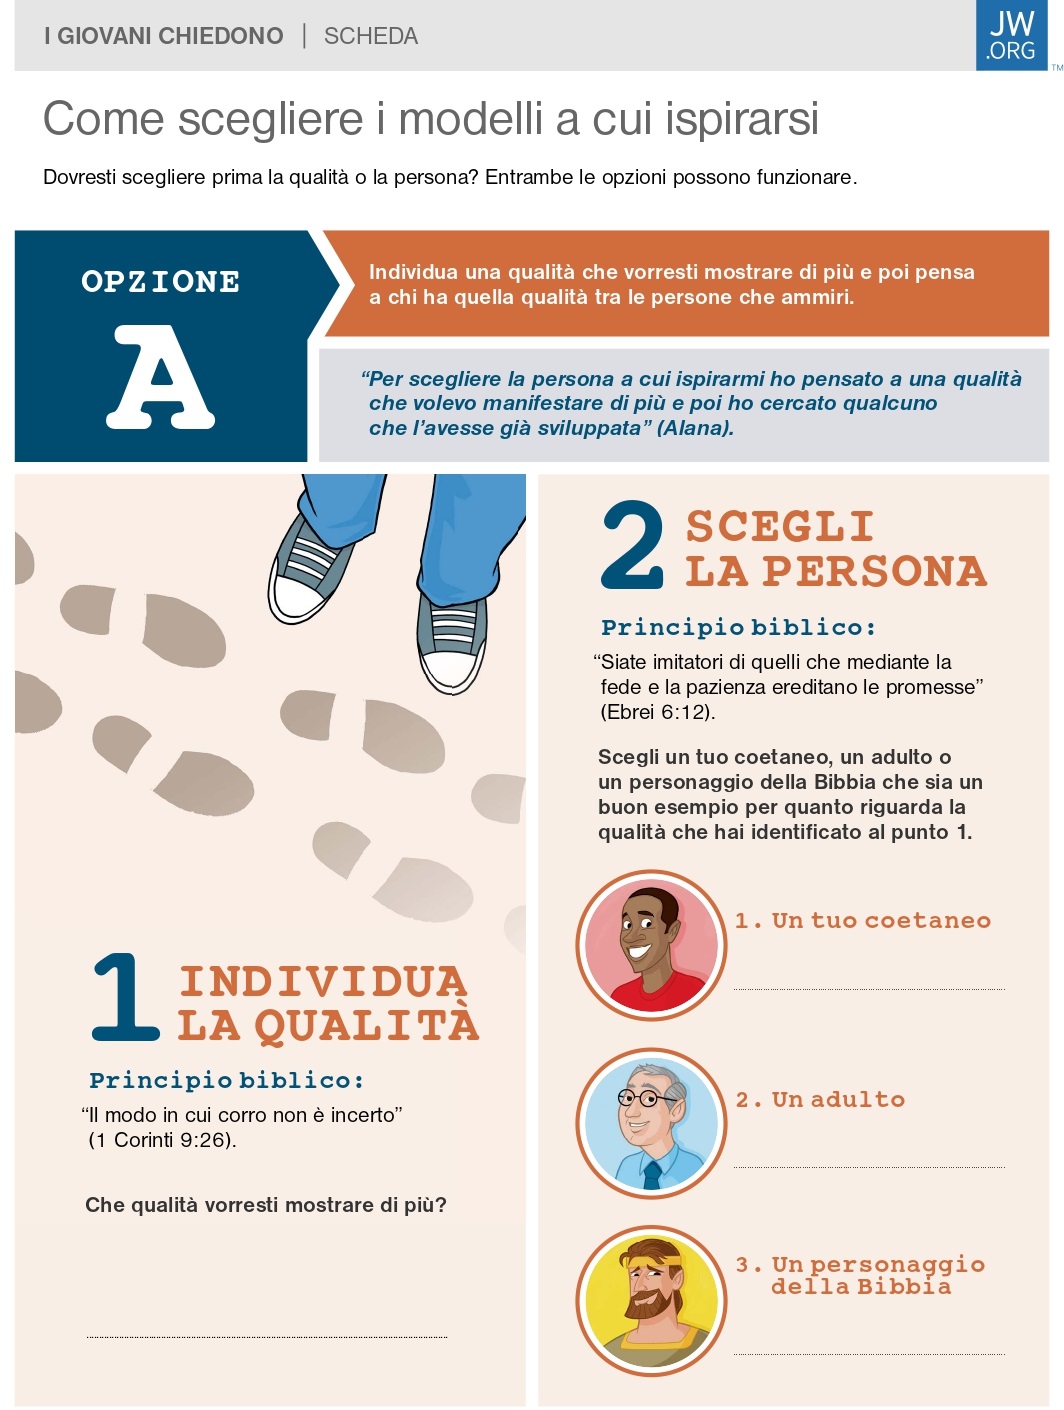 I GIOVANI CHIEDONO | SCHEDA
JW
.ORG
TM
Come scegliere i modelli a cui ispirarsi
Dovresti scegliere prima la qualità o la persona? Entrambe le opzioni possono funzionare.
OPZIONE
A
Individua una qualità che vorresti mostrare di più e poi pensa
a chi ha quella qualità tra le persone che ammiri.
“Per scegliere la persona a cui ispirarmi ho pensato a una qualità
che volevo manifestare di più e poi ho cercato qualcuno
che l’avesse già sviluppata” (Alana).
1 INDIVIDUA
LA QUALITÀ
Principio biblico:
“Il modo in cui corro non è incerto”
(1 Corinti 9:26).
Che qualità vorresti mostrare di più?
2 SCEGLI
LA PERSONA
Principio biblico:
“Siate imitatori di quelli che mediante la
fede e la pazienza ereditano le promesse”
(Ebrei 6:12).
Scegli un tuo coetaneo, un adulto o
un personaggio della Bibbia che sia un
buon esempio per quanto riguarda la
qualità che hai identificato al punto 1.
1. Un tuo coetaneo
2. Un adulto
3. Un personaggio
della Bibbia